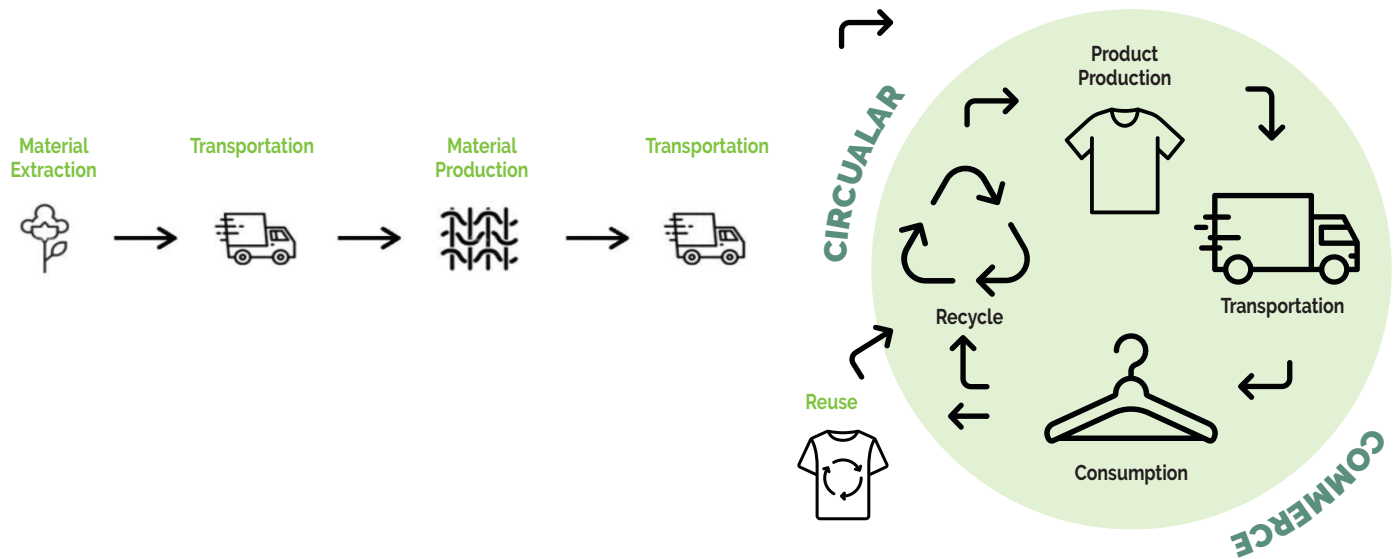 Material
Extraction
Transportation
Material
Production
Transportation
CIRCUALAR
Product
Production
Transportation
Recycle
Reuse
Consumption
COMMERCE